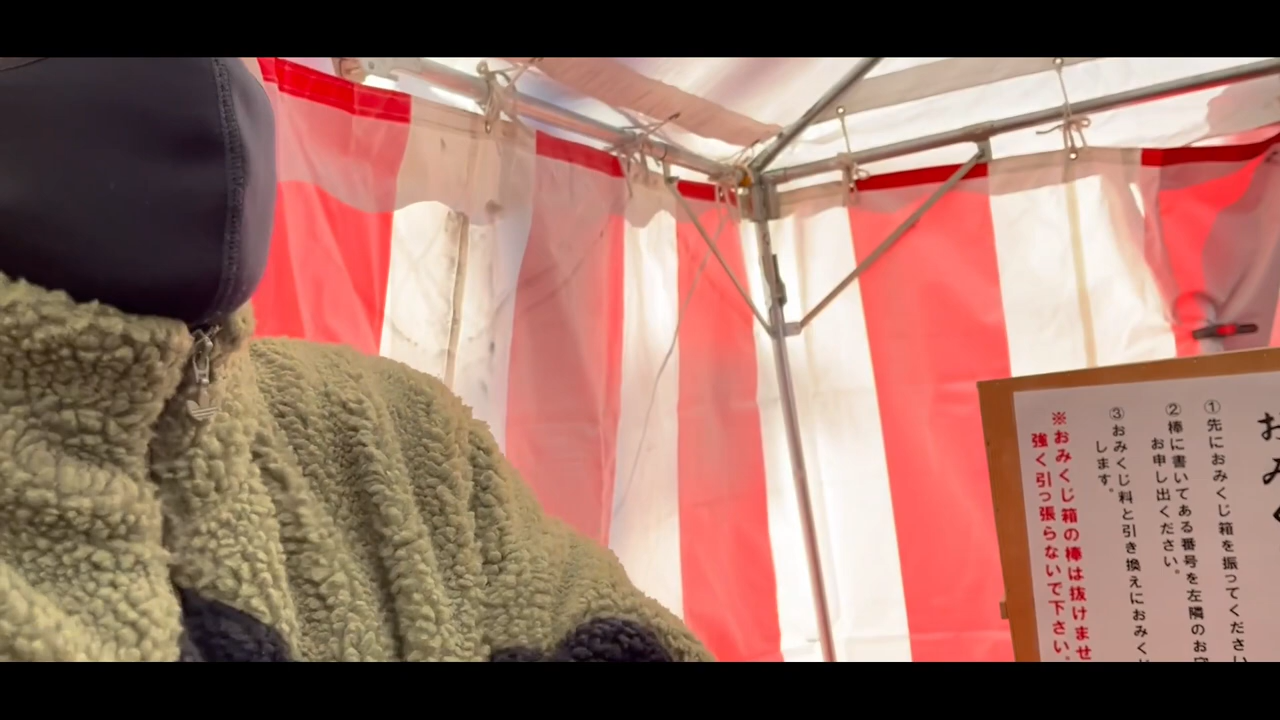 おみく
①先におみくじ箱を振ってください
②棒に書いてある番号を左隣のお守
お申し出ください。
③おみくじ料と引き換えにおみくじ
します。
※おみくじ箱の棒は抜けませ
強く引っ張らないで下さい。